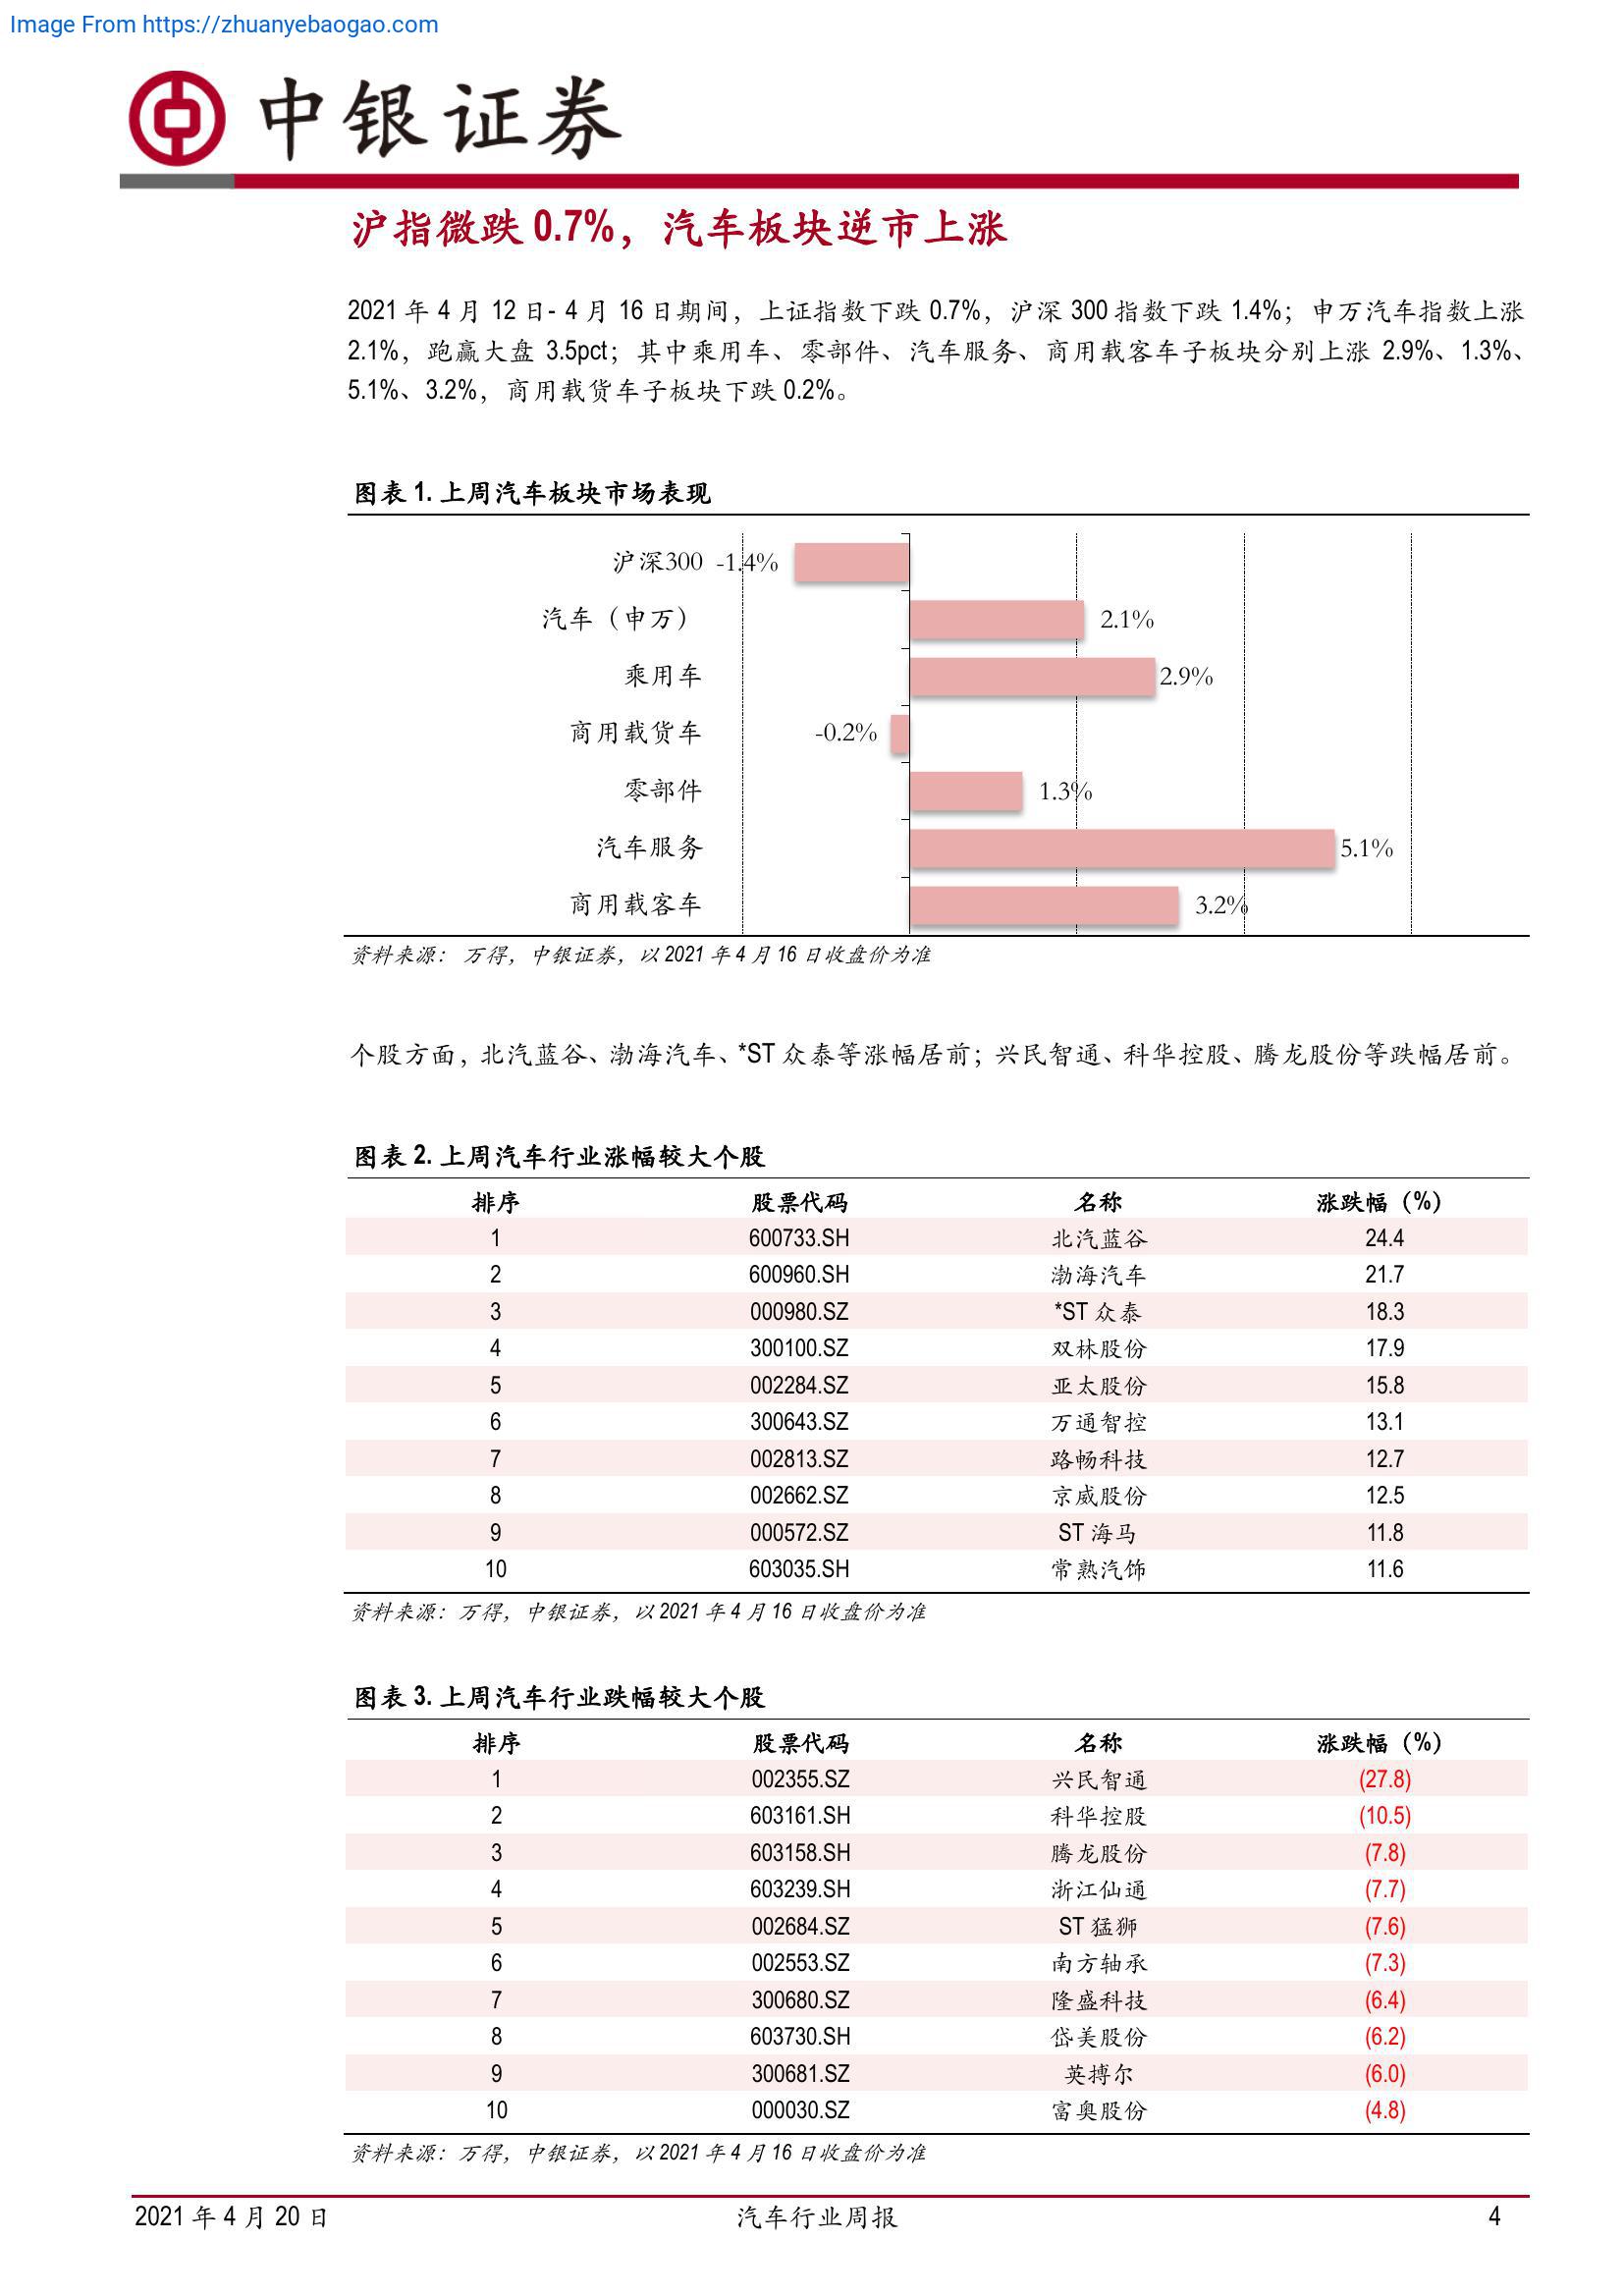 Image From https://zhuanyebaogao.com
中银证券
沪指微跌 0.7%，汽车板块逆市上涨
2021 年 4 月 12 日- 4 月 16 日期间，上证指数下跌 0.7%，沪深 300 指数下跌 1.4%；申万汽车指数上涨
2.1%，跑赢大盘 3.5pct；其中乘用车、零部件、汽车服务、商用载客车子板块分别上涨 2.9%、1.3%、
5.1%、3.2%，商用载货车子板块下跌 0.2%。
图表 1. 上周汽车板块市场表现
沪深300 -1.4%
汽车（申万） 2.1%
乘用车 2.9%
商用载货车 -0.2%
零部件 1.3%
汽车服务 5.1%
商用载客车 3.2%
资料来源： 万得，中银证券，以 2021 年 4 月 16 日收盘价为准
个股方面，北汽蓝谷、渤海汽车、*ST 众泰等涨幅居前；兴民智通、科华控股、腾龙股份等跌幅居前。
图表 2. 上周汽车行业涨幅较大个股
排序 股票代码 名称 涨跌幅（%）
1 600733.SH 北汽蓝谷 24.4
2 600960.SH 渤海汽车 21.7
3 000980.SZ *ST 众泰 18.3
4 300100.SZ 双林股份 17.9
5 002284.SZ 亚太股份 15.8
6 300643.SZ 万通智控 13.1
7 002813.SZ 路畅科技 12.7
8 002662.SZ 京威股份 12.5
9 000572.SZ ST 海马 11.8
10 603035.SH 常熟汽饰 11.6
资料来源：万得，中银证券，以 2021 年 4 月 16 日收盘价为准
图表 3. 上周汽车行业跌幅较大个股
排序 股票代码 名称 涨跌幅（%）
1 002355.SZ 兴民智通 (27.8)
2 603161.SH 科华控股 (10.5)
3 603158.SH 腾龙股份 (7.8)
4 603239.SH 浙江仙通 (7.7)
5 002684.SZ ST 猛狮 (7.6)
6 002553.SZ 南方轴承 (7.3)
7 300680.SZ 隆盛科技 (6.4)
8 603730.SH 岱美股份 (6.2)
9 300681.SZ 英搏尔 (6.0)
10 000030.SZ 富奥股份 (4.8)
资料来源：万得，中银证券，以 2021 年 4 月 16 日收盘价为准
2021 年 4 月 20 日 汽车行业周报 4